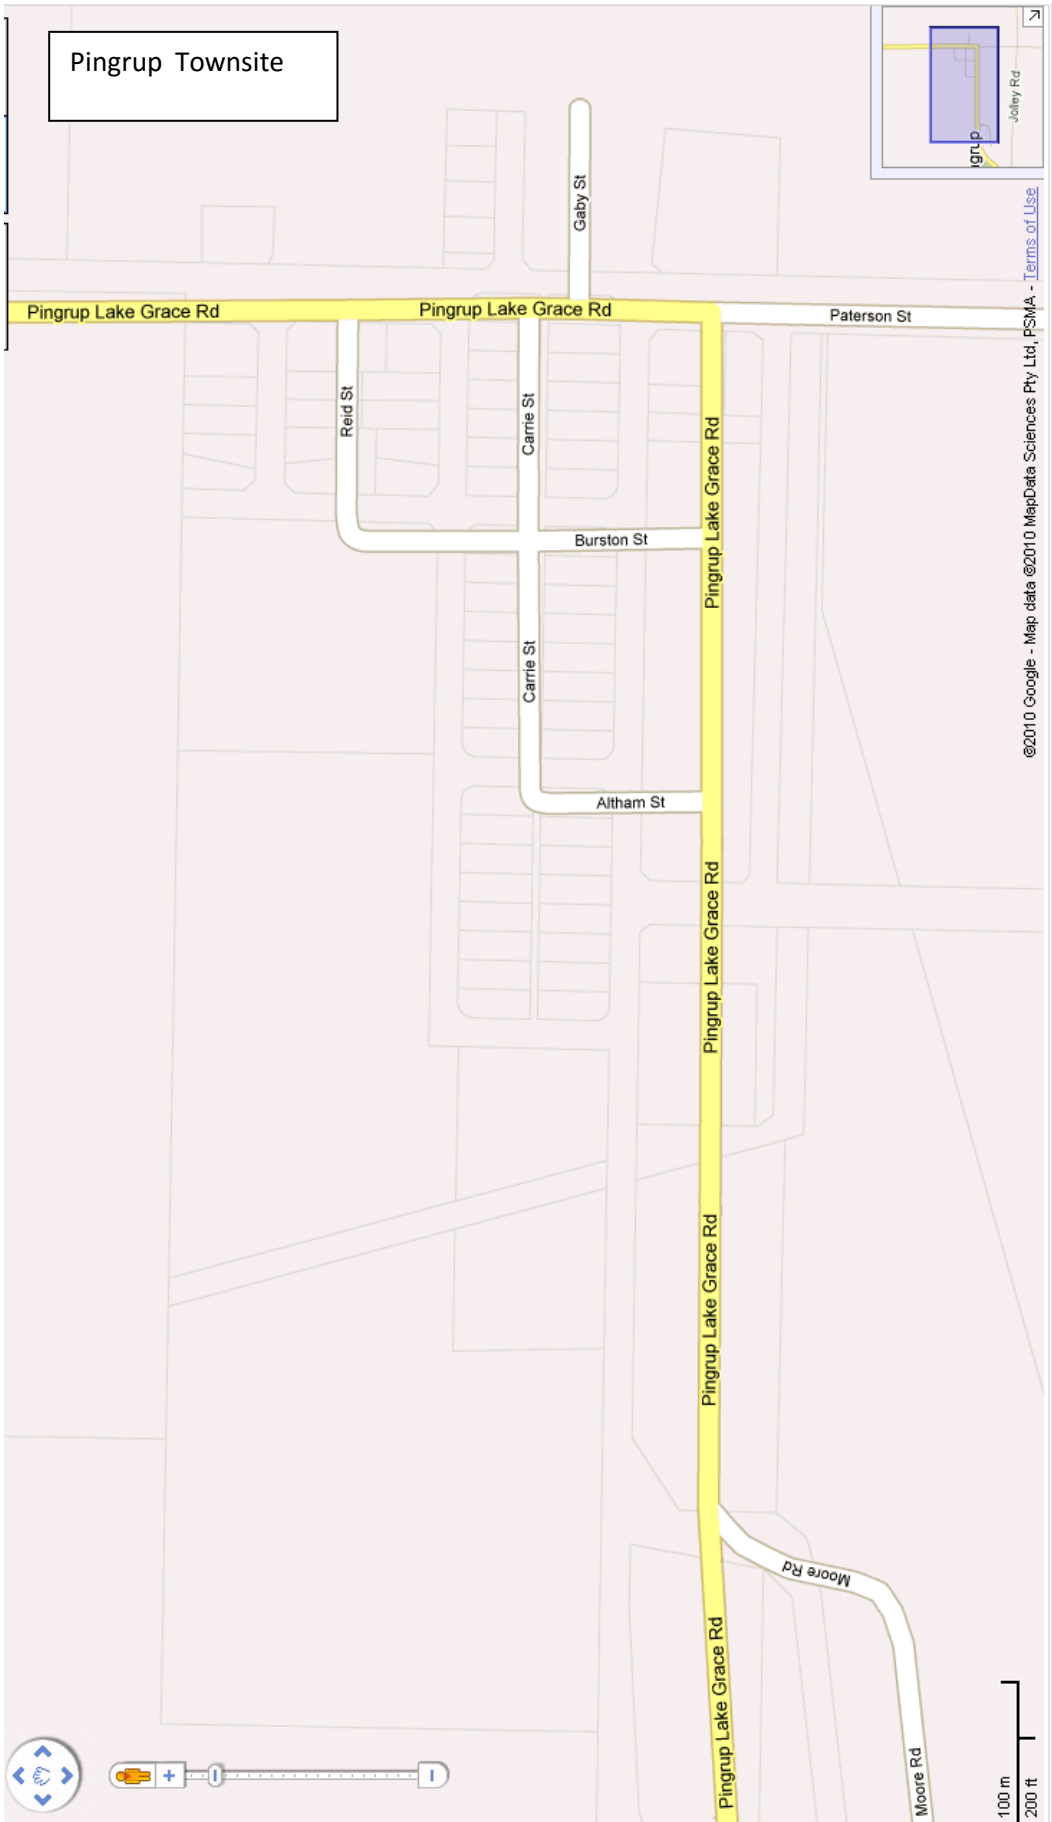 Pingrup Townsite
Jolley Rd
ngrup
Gaby St
Pingrup Lake Grace Rd
Pingrup Lake Grace Rd
Paterson St
Reid St
Carrie St
Pingrup Lake Grace Rd
Burston St
Carrie St
Altham St
Pingrup Lake Grace Rd
Pingrup Lake Grace Rd
Moore Rd
Pingrup Lake Grace Rd
Moore Rd
100 m
200 ft
©2010 Google - Map data ©2010 MapData Sciences Pty Ltd, PSMA - Terms of Use